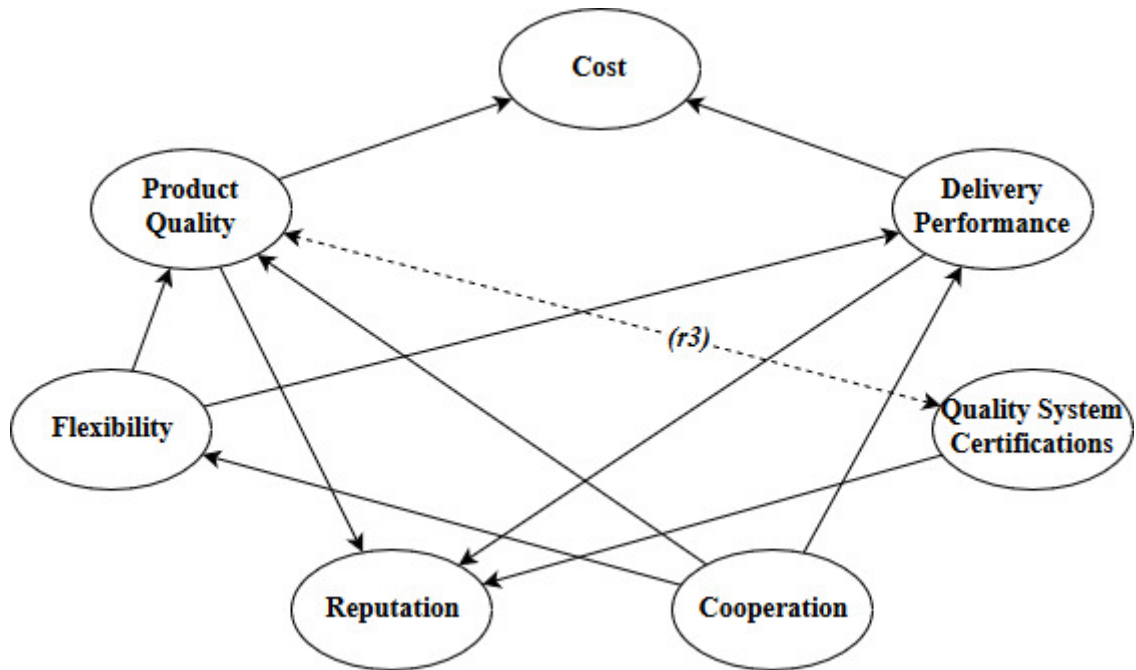 Cost
Product
Quality
Delivery
Performance
(r3)
Flexibility
Quality System
Certifications
Reputation
Cooperation